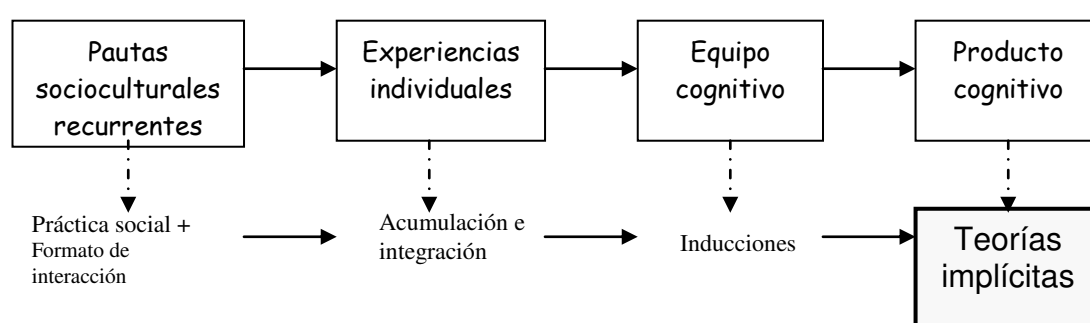 Pautas
socioculturales
recurrentes
Experiencias
individuales
Equipo
cognitivo
Producto
cognitivo
Práctica social +
Formato de
interacción
Acumulación e
integración
Inducciones
Teorías
implícitas